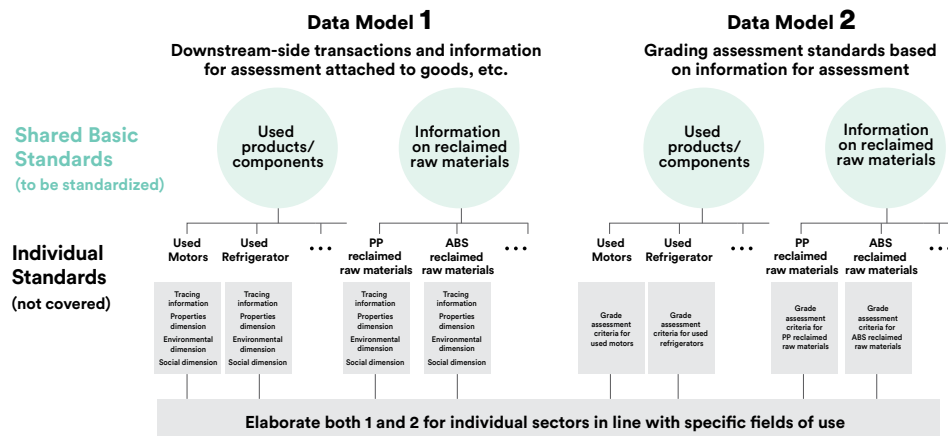 Data Model 1
Downstream-side transactions and information
for assessment attached to goods, etc.
Data Model 2
Grading assessment standards based
on information for assessment
Shared Basic
Standards
(to be standardized)
Used
products/
components
Information
on reclaimed
raw materials
Used
products/
components
Information
on reclaimed
raw materials
Individual
Standards
(not covered)
Used
Motors
Used
Refrigerator
...
PP
reclaimed
raw materials
ABS
reclaimed
raw materials
...
Used
Motors
Used
Refrigerator
...
PP
reclaimed
raw materials
ABS
reclaimed
raw materials
...
Tracing
information
Properties
dimension
Environmental
dimension
Social dimension
Tracing
information
Properties
dimension
Environmental
dimension
Social dimension
Tracing
information
Properties
dimension
Environmental
dimension
Social dimension
Tracing
information
Properties
dimension
Environmental
dimension
Social dimension
Grade
assessment
criteria for
used motors
Grade
assessment
criteria for used
refrigerators
Grade
assessment
criteria for
PP reclaimed
raw materials
Grade
assessment
criteria for
ABS reclaimed
raw materials
Elaborate both 1 and 2 for individual sectors in line with specific fields of use